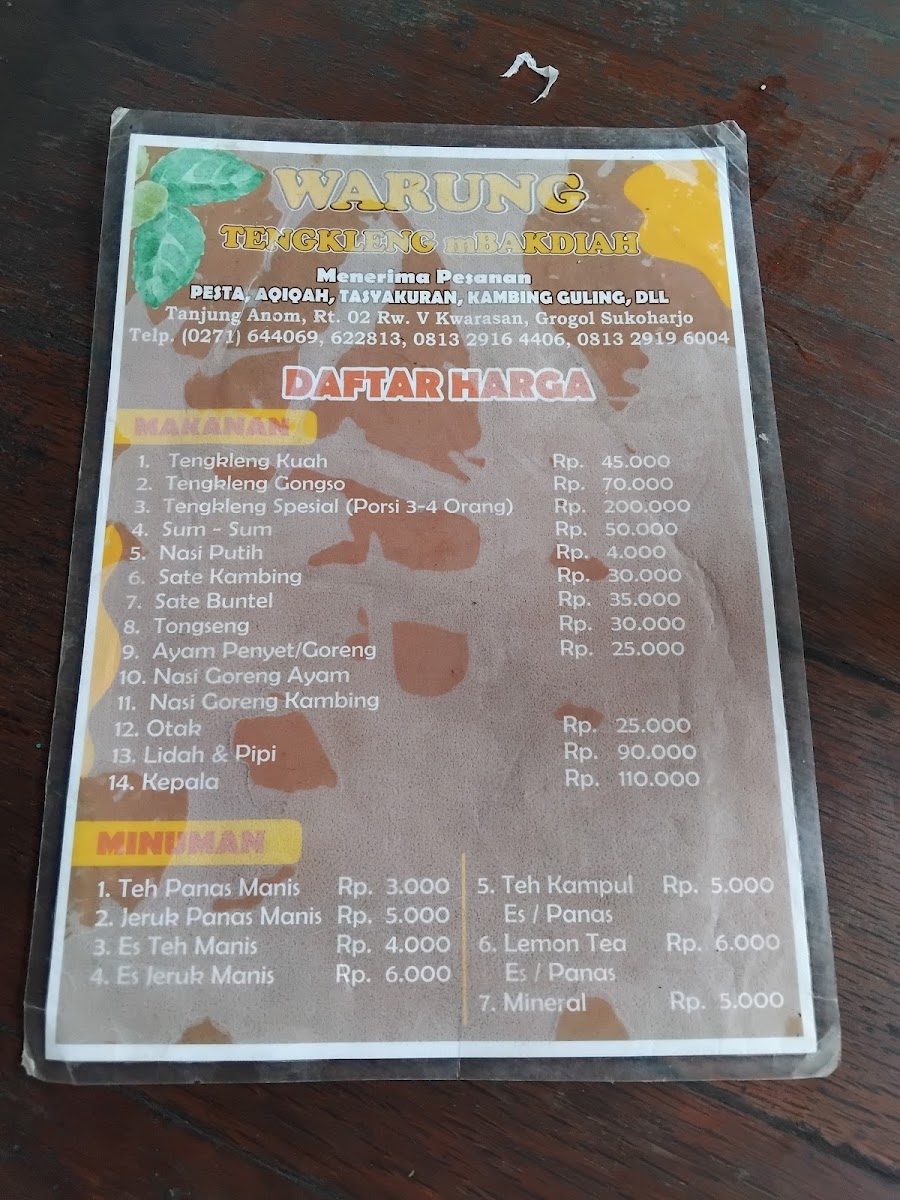 WARUNG
TENGKLENG mBAKDIAH
Menerima Pesanan
PESTA, AQIQAH, TASYAKURAN, KAMBING GULING, DLL
Tanjung Anom, Rt. 02 Rw. V Kwarasan, Grogol Sukoharjo
Telp. (0271) 644069, 622813, 0813 2916 4406, 0813 2919 6004
DAFTAR HARGA
MAKANAN
1. Tengkleng Kuah Rp. 45.000
2. Tengkleng Gongso Rp. 70.000
3. Tengkleng Spesial (Porsi 3-4 Orang) Rp. 200.000
4. Sum - Sum Rp. 50.000
5. Nasi Putih Rp. 4.000
6. Sate Kambing Rp. 30.000
7. Sate Buntel Rp. 35.000
8. Tongseng Rp. 30.000
9. Ayam Penyet/Goreng Rp. 25.000
10. Nasi Goreng Ayam
11. Nasi Goreng Kambing
12. Otak Rp. 25.000
13. Lidah & Pipi Rp. 90.000
14. Kepala Rp. 110.000
MINUMAN
1. Teh Panas Manis Rp. 3.000
2. Jeruk Panas Manis Rp. 5.000
3. Es Teh Manis Rp. 4.000
4. Es Jeruk Manis Rp. 6.000
5. Teh Kampul Rp. 5.000
Es / Panas
6. Lemon Tea Rp. 6.000
Es / Panas
7. Mineral Rp. 5.000